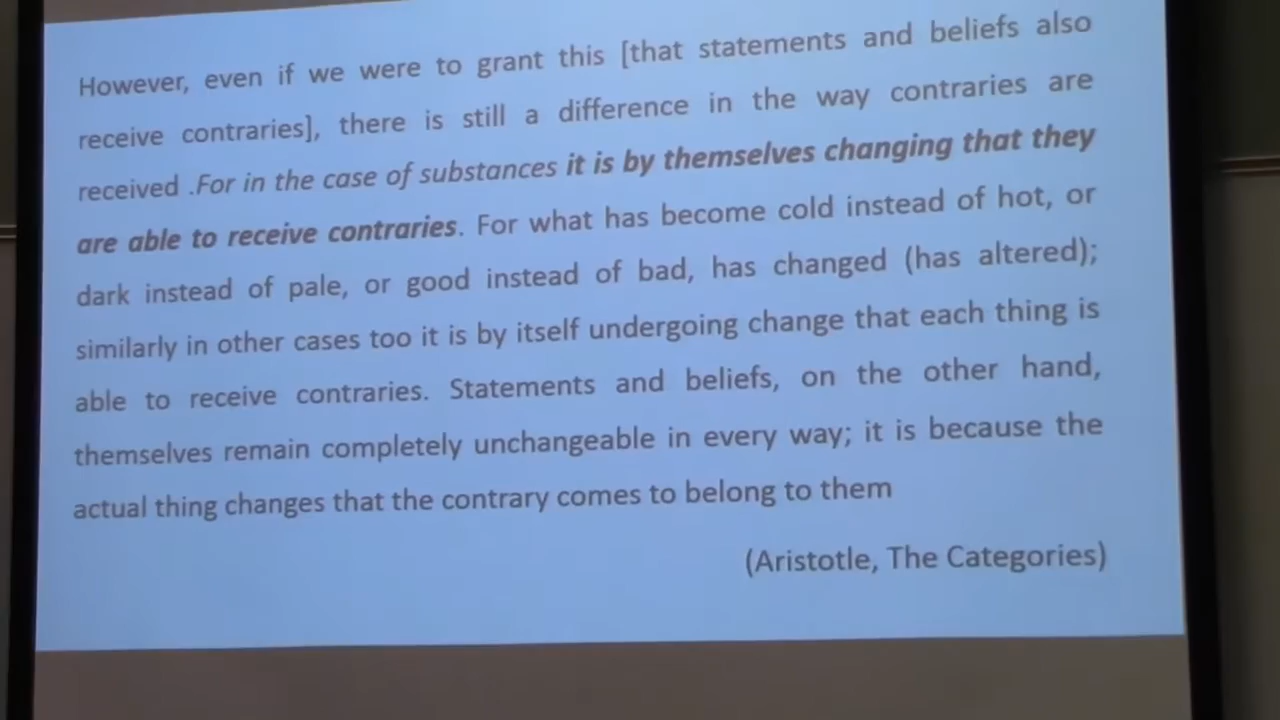 However, even if we were to grant this [that statements and beliefs also
receive contraries], there is still a difference in the way contraries are
received .For in the case of substances it is by themselves changing that they
are able to receive contraries. For what has become cold instead of hot, or
dark instead of pale, or good instead of bad, has changed (has altered);
similarly in other cases too it is by itself undergoing change that each thing is
able to receive contraries. Statements and beliefs, on the other hand,
themselves remain completely unchangeable in every way; it is because the
actual thing changes that the contrary comes to belong to them
(Aristotle, The Categories)